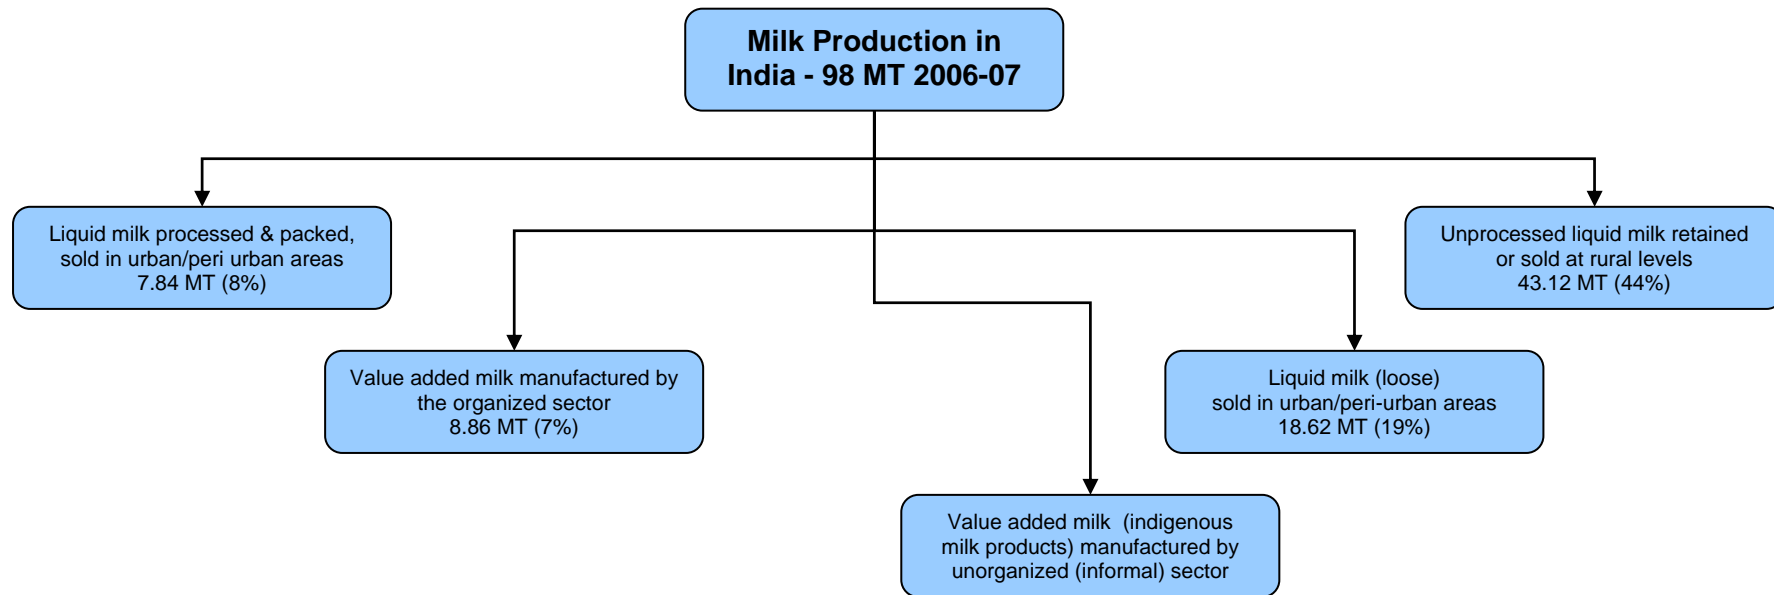 Milk Production in
India - 98 MT 2006-07
Liquid milk processed & packed,
sold in urban/peri urban areas
7.84 MT (8%)
Unprocessed liquid milk retained
or sold at rural levels
43.12 MT (44%)
Value added milk manufactured by
the organized sector
8.86 MT (7%)
Liquid milk (loose)
sold in urban/peri-urban areas
18.62 MT (19%)
Value added milk  (indigenous
milk products) manufactured by
unorganized (informal) sector